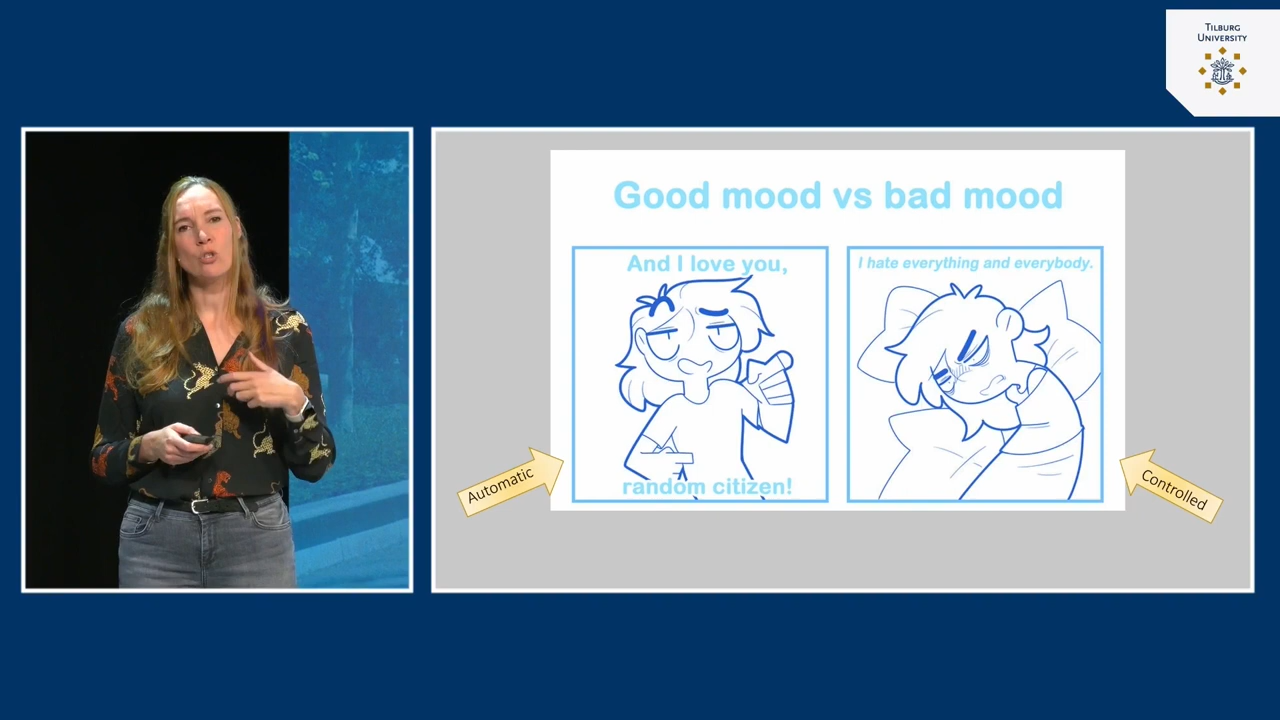 TILBURG
UNIVERSITY
Good mood vs bad mood
And I love you,
random citizen!
I hate everything and everybody.
Automatic
Controlled